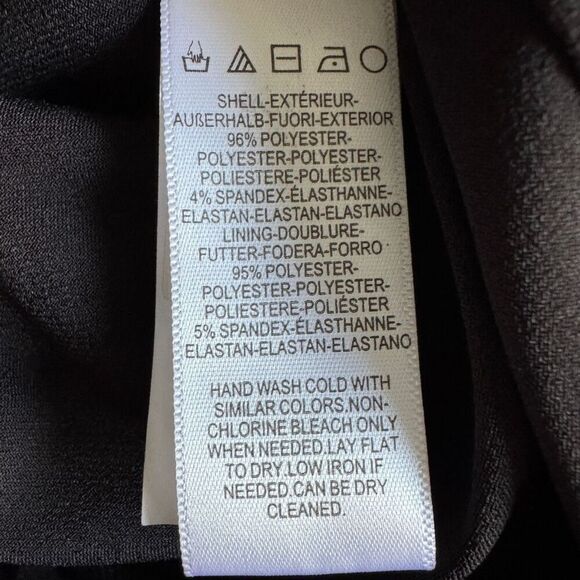 SHELL-EXTÉRIEUR-
AUßERHALB-FUORI-EXTERIOR
96% POLYESTER-
POLYESTER-POLYESTER-
POLIESTERE-POLIÉSTER
4% SPANDEX-ÉLASTHANNE-
ELASTAN-ELASTAN-ELASTANO
LINING-DOUBLURE-
FUTTER-FODERA-FORRO
95% POLYESTER-
POLYESTER-POLYESTER-
POLIESTERE-POLIÉSTER
5% SPANDEX-ÉLASTHANNE-
ELASTAN-ELASTAN-ELASTANO
HAND WASH COLD WITH
SIMILAR COLORS.NON-
CHLORINE BLEACH ONLY
WHEN NEEDED.LAY FLAT
TO DRY.LOW IRON IF
NEEDED.CAN BE DRY
CLEANED.